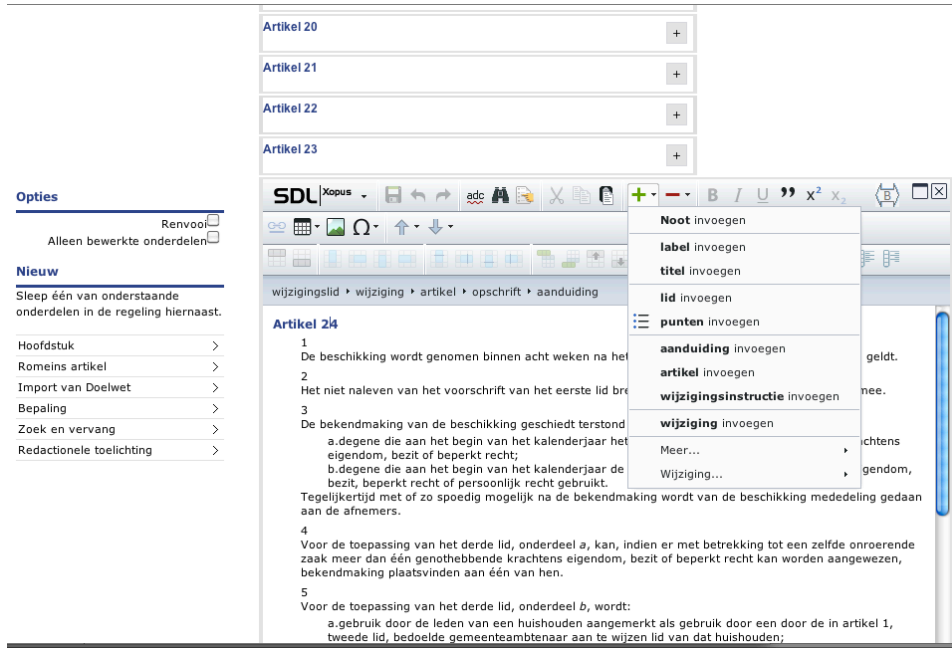 Artikel 20
+
Artikel 21
+
Artikel 22
+
Artikel 23
+
Opties
Renvooi
Alleen bewerkte onderdelen
Nieuw
Sleep één van onderstaande
onderdelen in de regeling hiernaast.
Hoofdstuk
Romeins artikel
Import van Doelwet
Bepaling
Zoek en vervang
Redactionele toelichting
SDL Xopus
adc
B I U ” x² x₂ B
Ω
Noot invoegen
label invoegen
titel invoegen
lid invoegen
punten invoegen
aanduiding invoegen
artikel invoegen
wijzigingsinstructie invoegen
wijziging invoegen
Meer...
Wijziging...
wijzigingslid ‣ wijziging ‣ artikel ‣ opschrift ‣ aanduiding
Artikel 24
1
De beschikking wordt genomen binnen acht weken na het geldt.
2
Het niet naleven van het voorschrift van het eerste lid bre mee.
3
De bekendmaking van de beschikking geschiedt terstond
a.degene die aan het begin van het kalenderjaar het chtens
eigendom, bezit of beperkt recht;
b.degene die aan het begin van het kalenderjaar de gendom,
bezit, beperkt recht of persoonlijk recht gebruikt.
Tegelijkertijd met of zo spoedig mogelijk na de bekendmaking wordt van de beschikking mededeling gedaan
aan de afnemers.
4
Voor de toepassing van het derde lid, onderdeel a, kan, indien er met betrekking tot een zelfde onroerende
zaak meer dan één genothebbende krachtens eigendom, bezit of beperkt recht kan worden aangewezen,
bekendmaking plaatsvinden aan één van hen.
5
Voor de toepassing van het derde lid, onderdeel b, wordt:
a.gebruik door de leden van een huishouden aangemerkt als gebruik door een door de in artikel 1,
tweede lid, bedoelde gemeenteambtenaar aan te wijzen lid van dat huishouden;